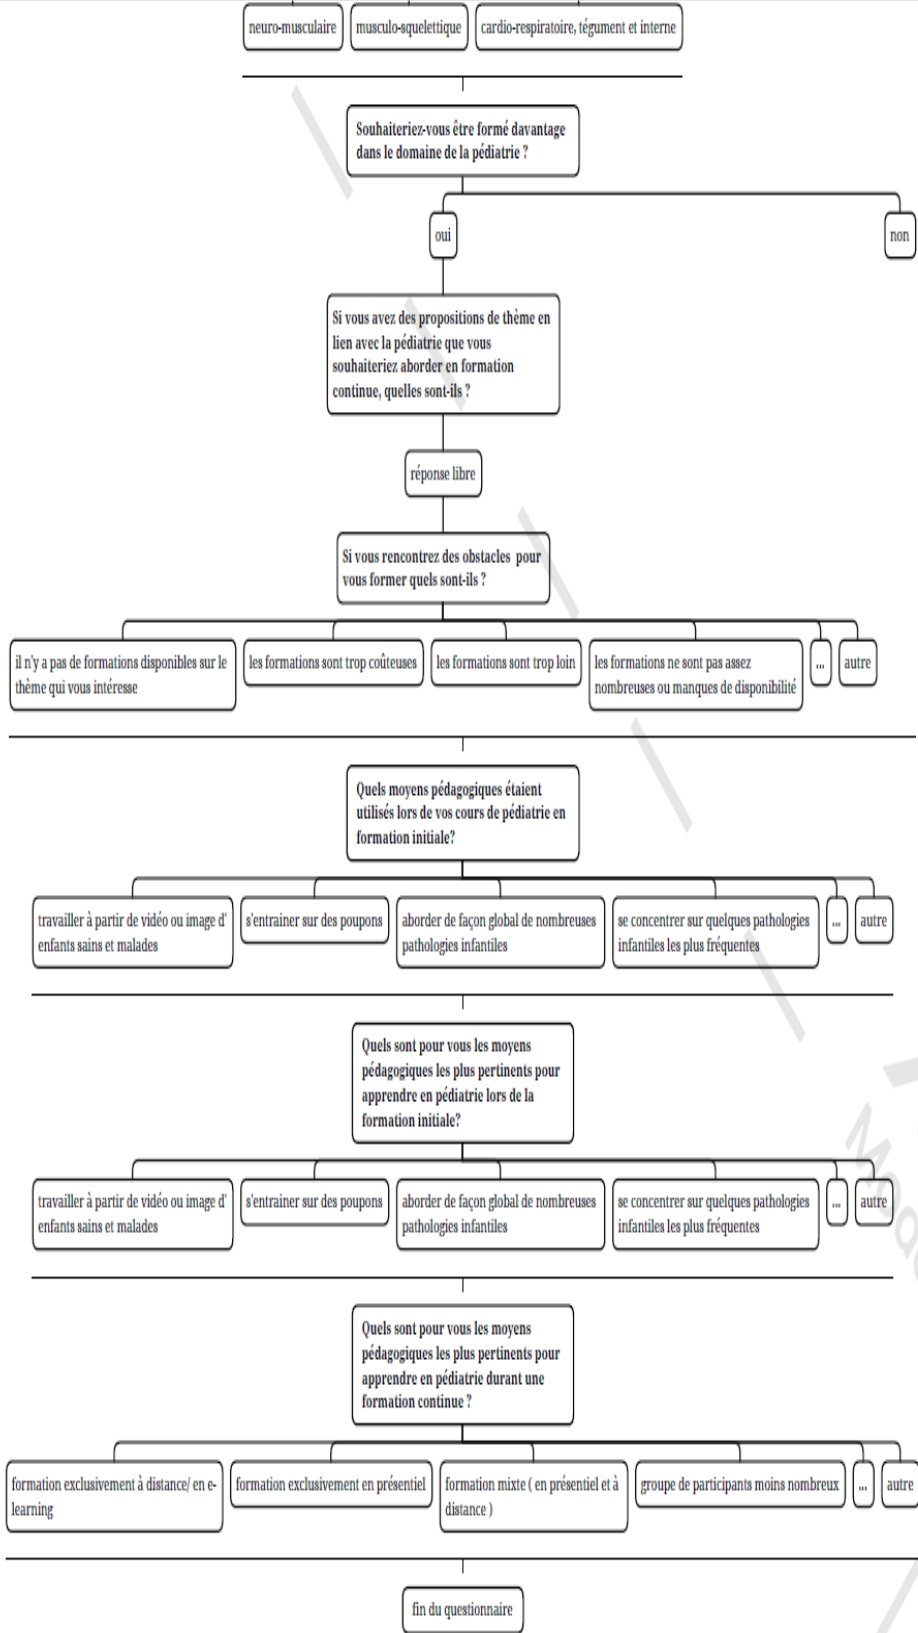 neuro-musculaire
musculo-squelettique
cardio-respiratoire, tégument et interne
Souhaiteriez-vous être formé davantage
dans le domaine de la pédiatrie ?
oui
non
Si vous avez des propositions de thème en
lien avec la pédiatrie que vous
souhaiteriez aborder en formation
continue, quelles sont-ils ?
réponse libre
Si vous rencontrez des obstacles pour
vous former quels sont-ils ?
il n'y a pas de formations disponibles sur le
thème qui vous intéresse
les formations sont trop coûteuses
les formations sont trop loin
les formations ne sont pas assez
nombreuses ou manques de disponibilité
...
autre
Quels moyens pédagogiques étaient
utilisés lors de vos cours de pédiatrie en
formation initiale?
travailler à partir de vidéo ou image d'
enfants sains et malades
s'entrainer sur des poupons
aborder de façon global de nombreuses
pathologies infantiles
se concentrer sur quelques pathologies
infantiles les plus fréquentes
...
autre
Quels sont pour vous les moyens
pédagogiques les plus pertinents pour
apprendre en pédiatrie lors de la
formation initiale?
travailler à partir de vidéo ou image d'
enfants sains et malades
s'entrainer sur des poupons
aborder de façon global de nombreuses
pathologies infantiles
se concentrer sur quelques pathologies
infantiles les plus fréquentes
...
autre
Quels sont pour vous les moyens
pédagogiques les plus pertinents pour
apprendre en pédiatrie durant une
formation continue ?
formation exclusivement à distance/ en e-
learning
formation exclusivement en présentiel
formation mixte ( en présentiel et à
distance )
groupe de participants moins nombreux
...
autre
fin du questionnaire